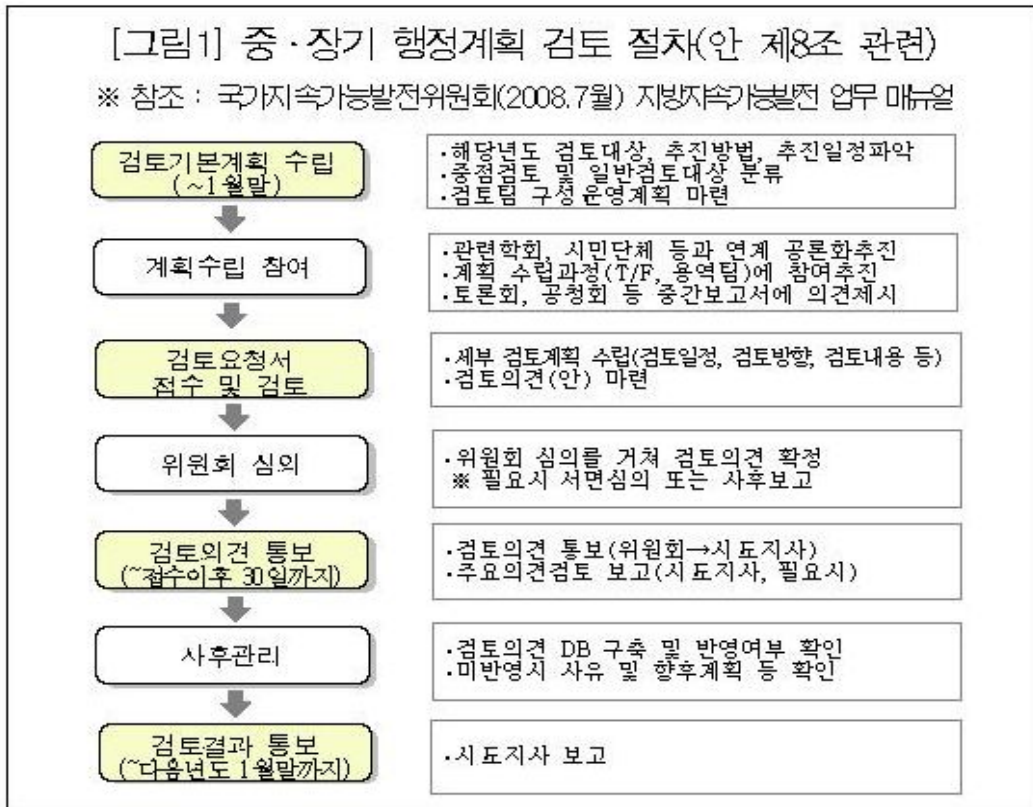 [그림1] 중·장기 행정계획 검토 절차(안 제8조 관련)
※ 참조 : 국가지속가능발전위원회(2008.7월) 지방지속가능발전 업무 매뉴얼
검토기본계획 수립
(~1월말)
·해당년도 검토대상, 추진방법, 추진일정파악
·중점검토 및 일반검토대상 분류
·검토팀 구성운영계획 마련
계획수립 참여
·관련학회, 시민단체 등과 연계 공론화추진
·계획 수립과정(T/F, 용역팀)에 참여추진
·토론회, 공청회 등 중간보고서에 의견제시
검토요청서
접수 및 검토
·세부 검토계획 수립(검토일정, 검토방향, 검토내용 등)
·검토의견(안) 마련
위원회 심의
·위원회 심의를 거쳐 검토의견 확정
※ 필요시 서면심의 또는 사후보고
검토의견 통보
(~접수이후 30일까지)
·검토의견 통보(위원회→시도지사)
·주요의견검토 보고(시도지사, 필요시)
사후관리
·검토의견 DB 구축 및 반영여부 확인
·미반영시 사유 및 향후계획 등 확인
검토결과 통보
(~다음년도 1월말까지)
·시도지사 보고